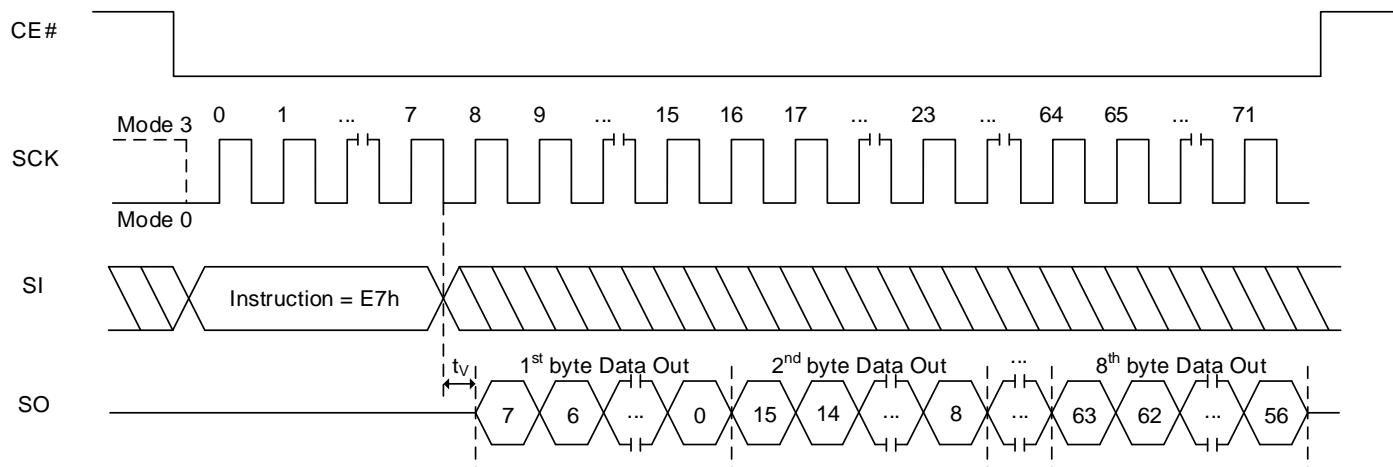 CE#
0 1 ... 7 8 9 ... 15 16 17 ... 23 ... 64 65 ... 71
Mode 3
SCK
Mode 0
SI
Instruction = E7h
tV 1st byte Data Out 2nd byte Data Out ... 8th byte Data Out
SO
7 6 ... 0 15 14 ... 8 ... 63 62 ... 56